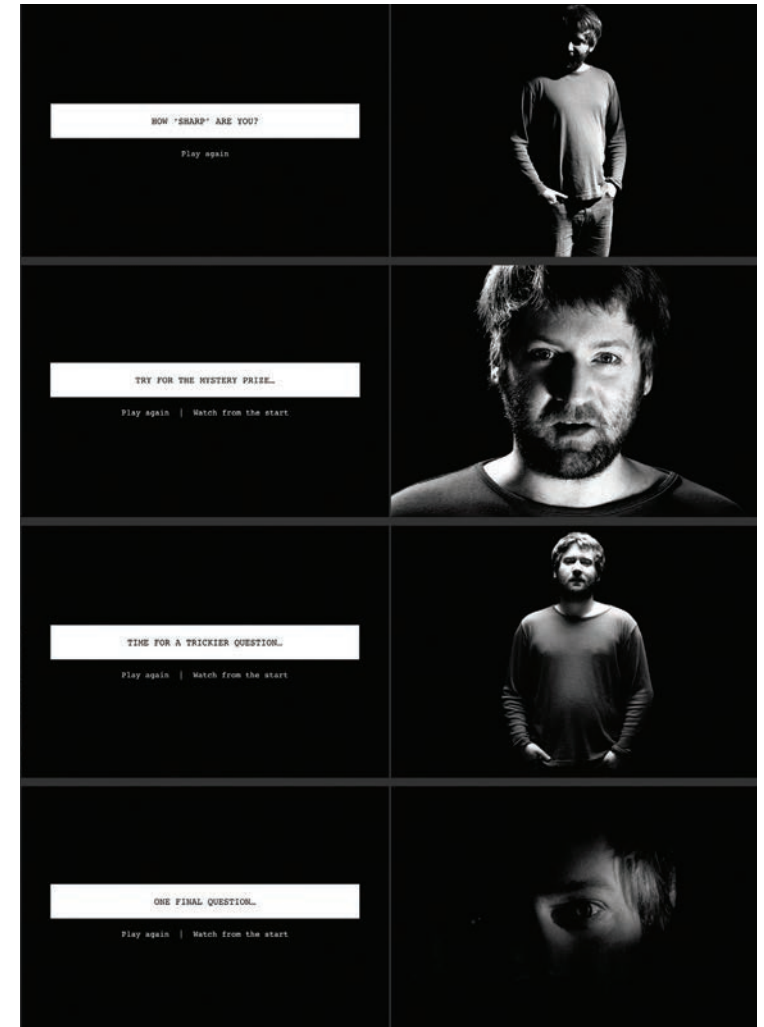 HOW "SHARP" ARE YOU?
Play again
TRY FOR THE MYSTERY PRIZE…
Play again | Watch from the start
TIME FOR A TRICKIER QUESTION…
Play again | Watch from the start
ONE FINAL QUESTION…
Play again | Watch from the start